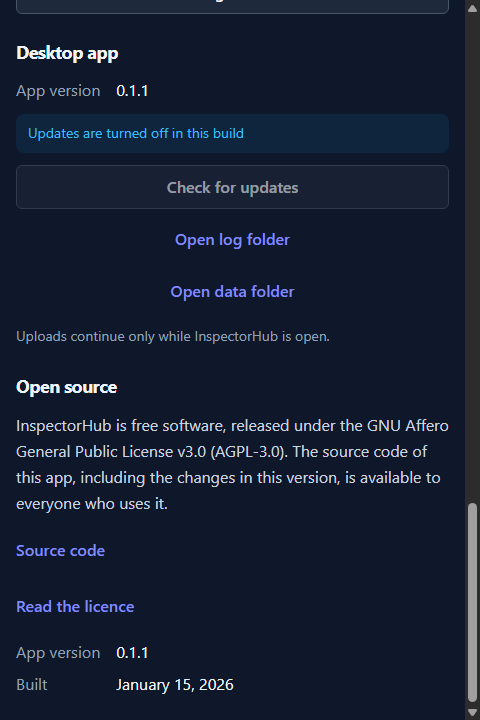 Desktop app
App version 0.1.1
Updates are turned off in this build
Check for updates
Open log folder
Open data folder
Uploads continue only while InspectorHub is open.
Open source
InspectorHub is free software, released under the GNU Affero
General Public License v3.0 (AGPL-3.0). The source code of
this app, including the changes in this version, is available to
everyone who uses it.
Source code
Read the licence
App version 0.1.1
Built January 15, 2026